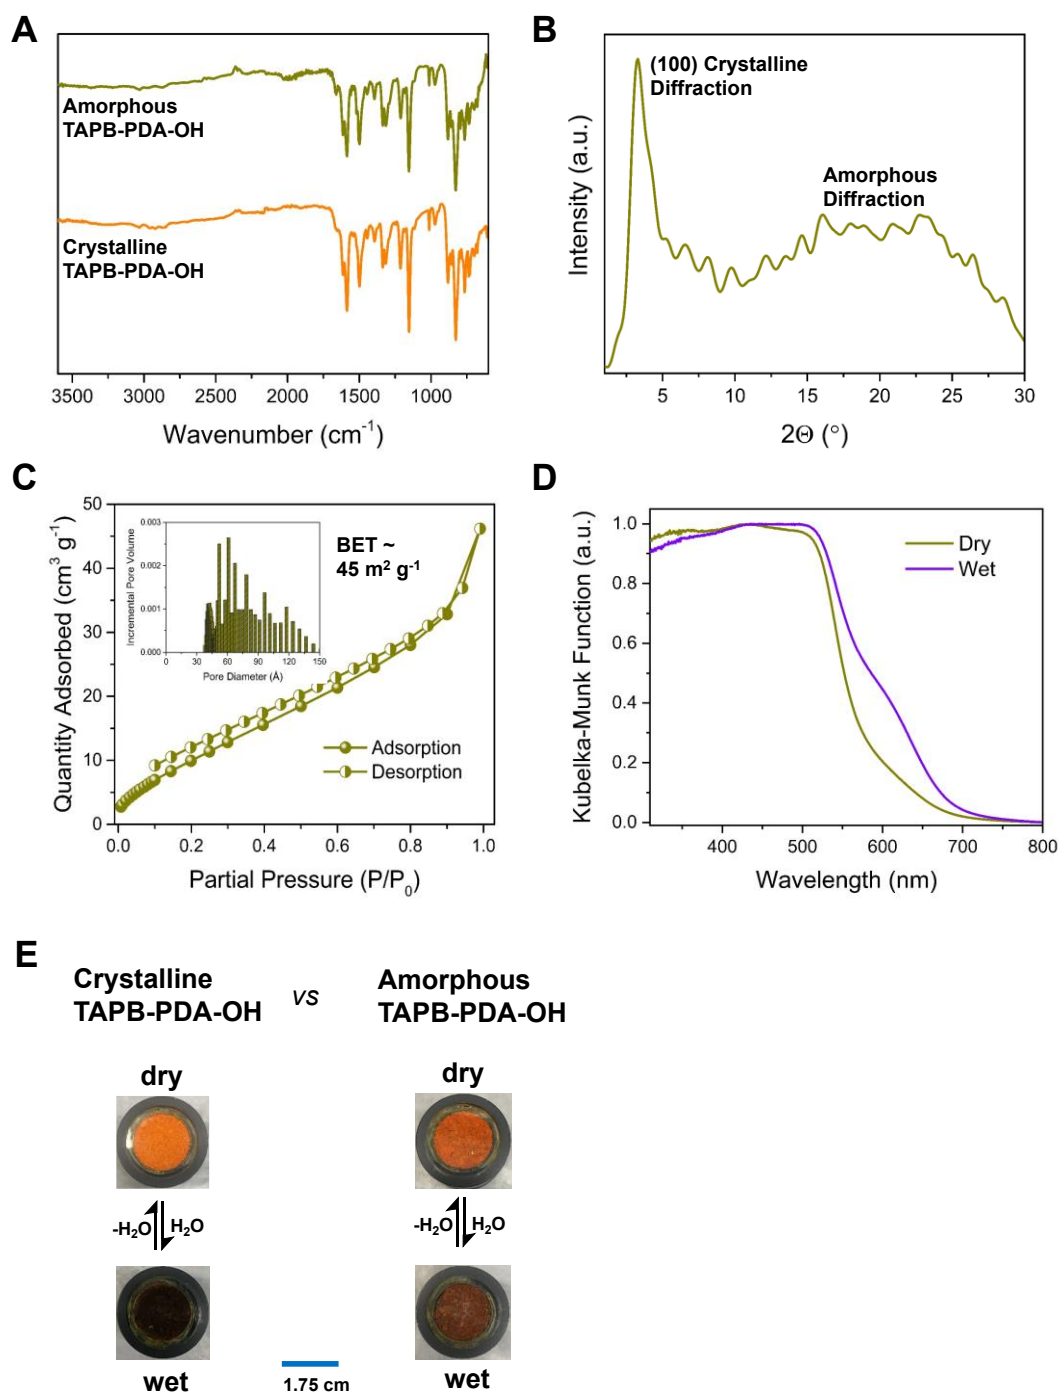 A
Amorphous
TAPB-PDA-OH
Crystalline
TAPB-PDA-OH
3500 3000 2500 2000 1500 1000
Wavenumber (cm⁻¹)
B
Intensity (a.u.)
(100) Crystalline
Diffraction
Amorphous
Diffraction
5 10 15 20 25 30
2Θ (°)
C
Quantity Adsorbed (cm³ g⁻¹)
50
40
30
20
10
0
Incremental Pore Volume
0.003
0.002
0.001
0.000
0 30 60 90 120 150
Pore Diameter (Å)
BET ~
45 m² g⁻¹
Adsorption
Desorption
0.0 0.2 0.4 0.6 0.8 1.0
Partial Pressure (P/P₀)
D
Kubelka-Munk Function (a.u.)
1.0
0.8
0.6
0.4
0.2
0.0
Dry
Wet
400 500 600 700 800
Wavelength (nm)
E
Crystalline
TAPB-PDA-OH
vs
Amorphous
TAPB-PDA-OH
dry
dry
-H₂O H₂O
-H₂O H₂O
wet
1.75 cm
wet